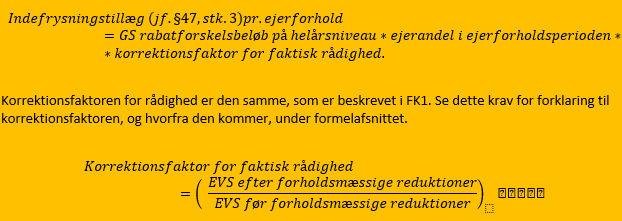 Indefrysningstillæg (jf. §47, stk. 3)pr. ejerforhold
= GS rabatforskelsbeløb på helårsniveau ∗ ejerandel i ejerforholdsperioden ∗
∗ korrektionsfaktor for faktisk rådighed.
Korrektionsfaktoren for rådighed er den samme, som er beskrevet i FK1. Se dette krav for forklaring til
korrektionsfaktoren, og hvorfra den kommer, under formelafsnittet.
Korrektionsfaktor for faktisk rådighed
= ( EVS efter forholdsmæssige reduktioner
EVS før forholdsmæssige reduktioner )